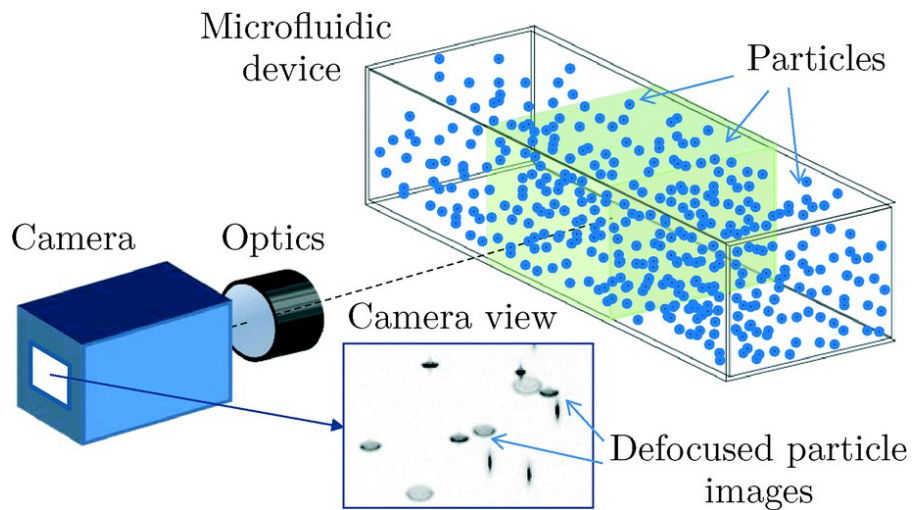 Microfluidic
device
Particles
Camera
Optics
Camera view
Defocused particle
images